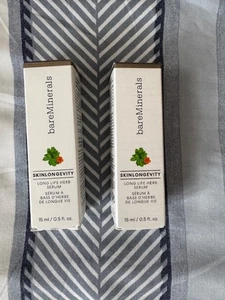 bareMinerals
SKINLONGEVITY
LONG LIFE HERB
SERUM
SÉRUM À
BASE D'HERBE
DE LONGUE VIE
15 ml / 0.5 fl. oz.
bareMinerals
SKINLONGEVITY
LONG LIFE HERB
SERUM
SÉRUM À
BASE D'HERBE
DE LONGUE VIE
15 ml / 0.5 fl. oz.